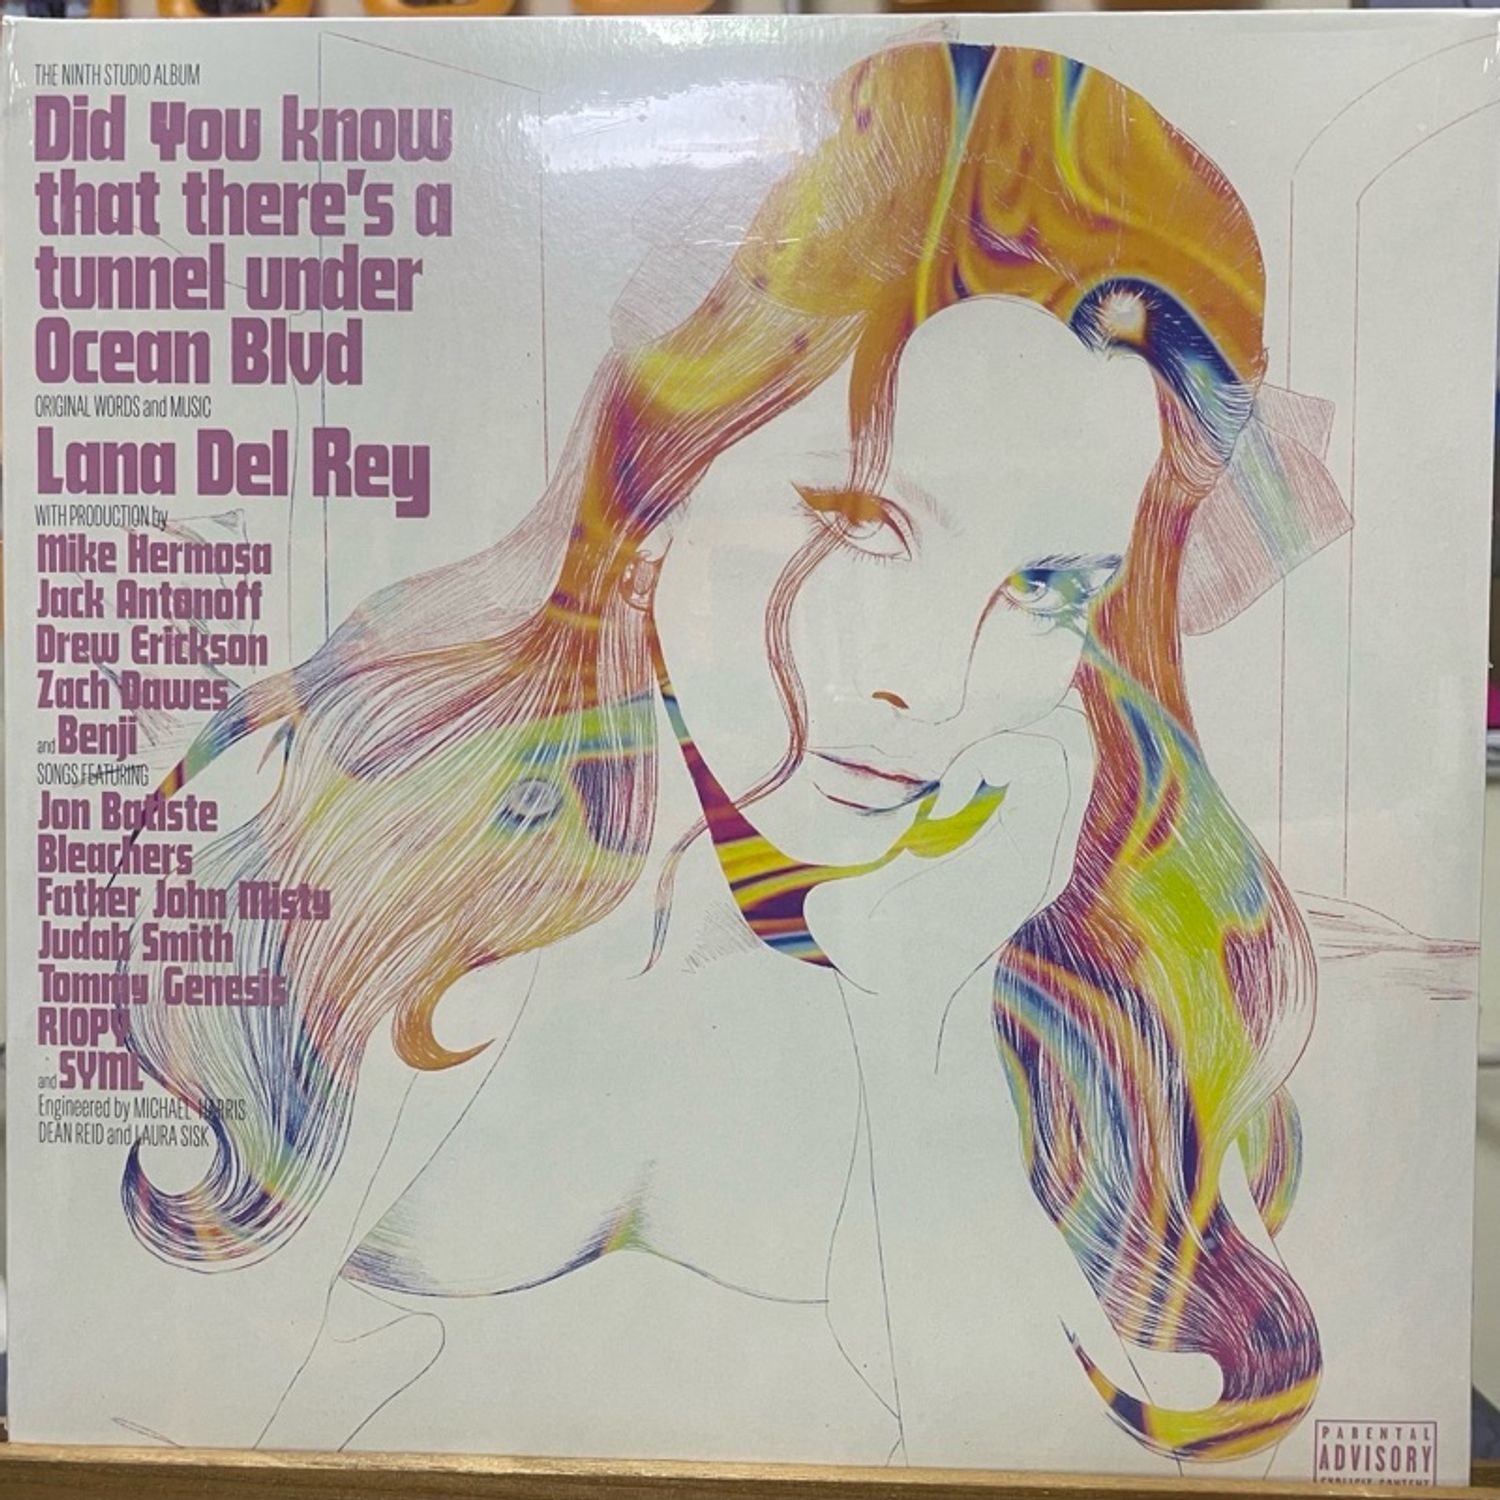 THE NINTH STUDIO ALBUM
Did you know
that there's a
tunnel under
Ocean Blvd
ORIGINAL WORDS and MUSIC
Lana Del Rey
WITH PRODUCTION by
Mike Hermosa
Jack Antonoff
Drew Erickson
Zach Dawes
and Benji
SONGS FEATURING
Jon Batiste
Bleachers
Father John Misty
Judah Smith
Tommy Genesis
RIOPY
and SYML
Engineered by MICHAEL HARRIS
DEAN REID and LAURA SISK
PARENTAL
ADVISORY
EXPLICIT CONTENT